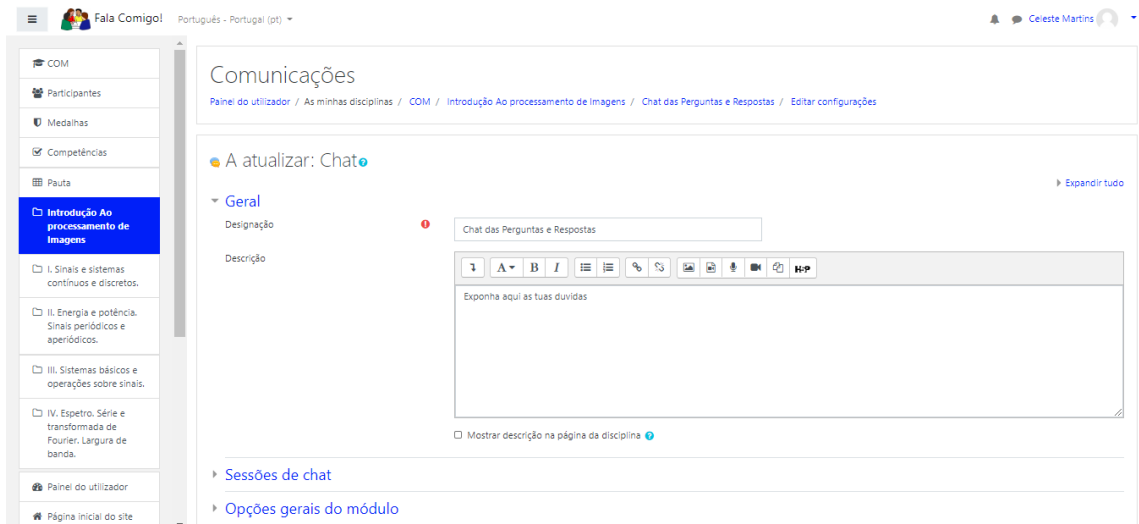 Fala Comigo! Português - Portugal (pt)
Celeste Martins
COM
Participantes
Medalhas
Competências
Pauta
Introdução Ao
processamento de
Imagens
I. Sinais e sistemas
contínuos e discretos.
II. Energia e potência.
Sinais periódicos e
aperiódicos.
III. Sistemas básicos e
operações sobre sinais.
IV. Espetro. Série e
transformada de
Fourier. Largura de
banda.
Painel do utilizador
Página inicial do site
Comunicações
Painel do utilizador / As minhas disciplinas / COM / Introdução Ao processamento de Imagens / Chat das Perguntas e Respostas / Editar configurações
A atualizar: Chat
Expandir tudo
Geral
Designação
Chat das Perguntas e Respostas
Descrição
A B I H5P
Exponha aqui as tuas duvidas
Mostrar descrição na página da disciplina
Sessões de chat
Opções gerais do módulo